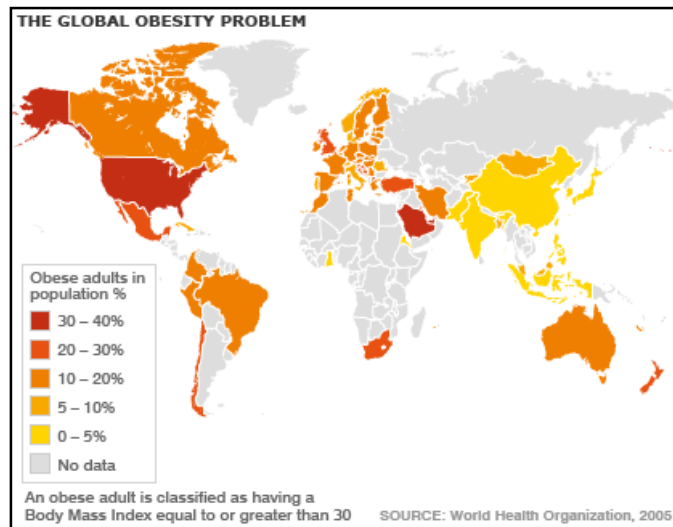 THE GLOBAL OBESITY PROBLEM
Obese adults in
population %
30 – 40%
20 – 30%
10 – 20%
5 – 10%
0 – 5%
No data
An obese adult is classified as having a
Body Mass Index equal to or greater than 30
SOURCE: World Health Organization, 2005